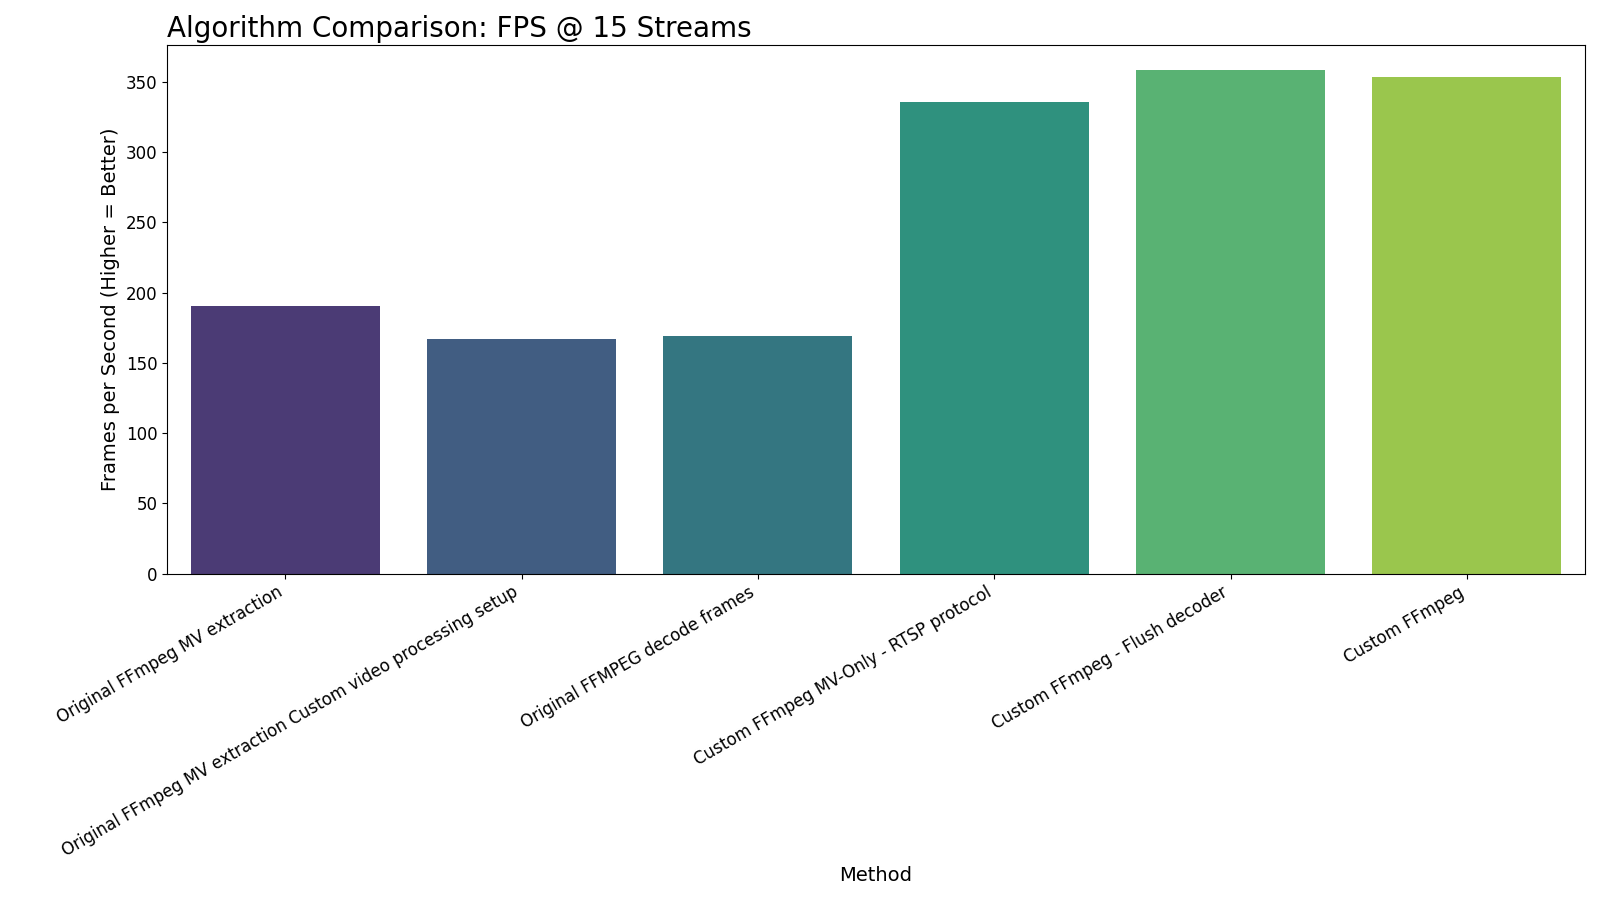 Algorithm Comparison: FPS @ 15 Streams
Frames per Second (Higher = Better)
350
300
250
200
150
100
50
0
Original FFmpeg MV extraction
Original FFmpeg MV extraction Custom video processing setup
Original FFMPEG decode frames
Custom FFmpeg MV-Only - RTSP protocol
Custom FFmpeg - Flush decoder
Custom FFmpeg
Method